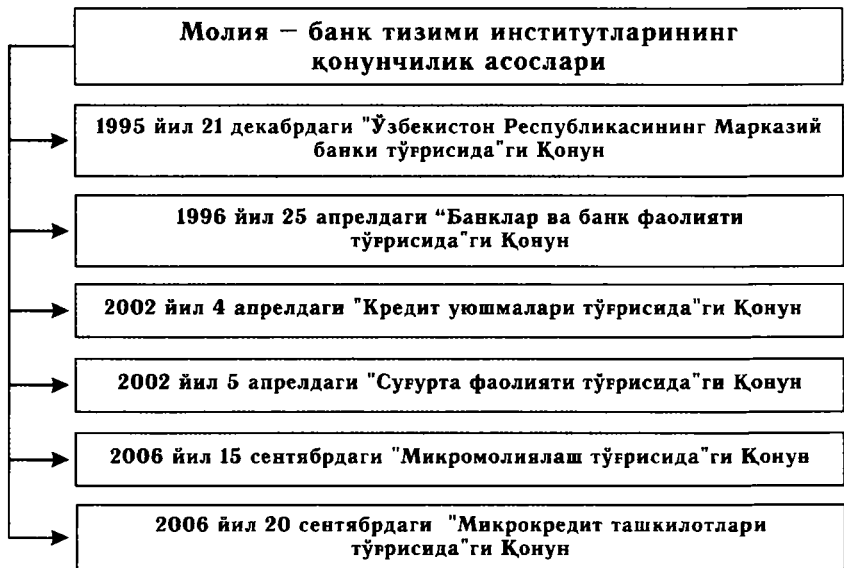 Молия — банк тизими институтларининг
қонунчилик асослари
1995 йил 21 декабрдаги "Ўзбекистон Республикасининг Марказий
банки тўғрисида"ги Қонун
1996 йил 25 апрелдаги “Банклар ва банк фаолияти
тўғрисида"ги Қонун
2002 йил 4 апрелдаги "Кредит уюшмалари тўғрисида"ги Қонун
2002 йил 5 апрелдаги "Суғурта фаолияти тўғрисида"ги Қонун
2006 йил 15 сентябрдаги "Микромолиялаш тўғрисида"ги Қонун
2006 йил 20 сентябрдаги "Микрокредит ташкилотлари
тўғрисида"ги Қонун